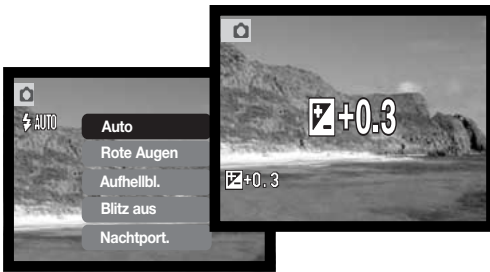 AUTO
Auto
Rote Augen
Aufhellbl.
Blitz aus
Nachtport.
+0.3
+0.3